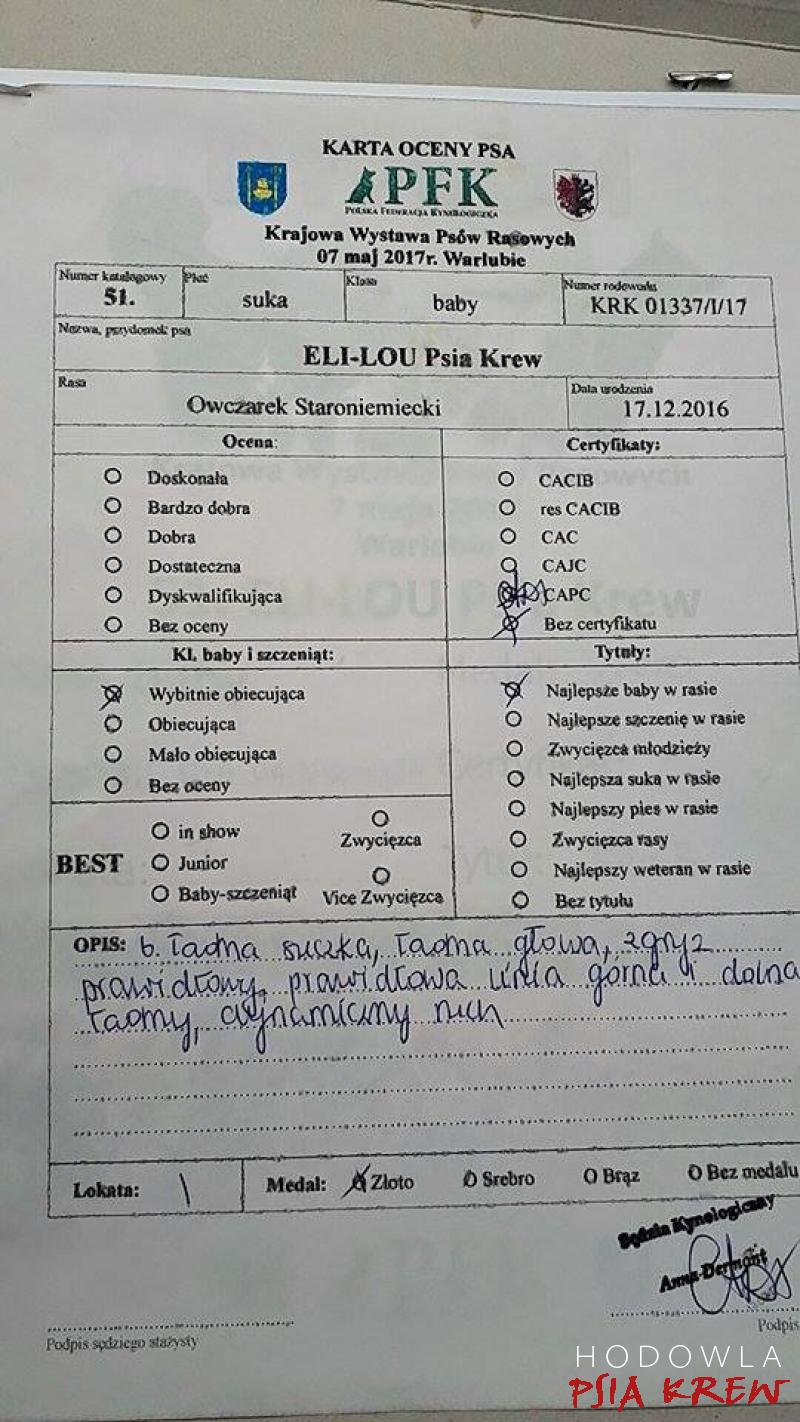 KARTA OCENY PSA
PFK
POLSKA FEDERACJA KYNOLOGICZNA
Krajowa Wystawa Psów Rasowych
07 maj 2017r. Warlubie
Numer katalogowy Płeć Klasa Numer rodowodu
51. suka baby KRK 01337/I/17
Nazwa, przydomek psa
ELI-LOU Psia Krew
Rasa Data urodzenia
Owczarek Staroniemiecki 17.12.2016
Ocena: Certyfikaty:
Doskonała CACIB
Bardzo dobra res CACIB
Dobra CAC
Dostateczna CAJC
Dyskwalifikująca CAPC
Bez oceny Bez certyfikatu
Kl. baby i szczeniąt: Tytuły:
Wybitnie obiecująca Najlepsze baby w rasie
Obiecująca Najlepsze szczenię w rasie
Mało obiecująca Zwycięzca młodzieży
Bez oceny Najlepsza suka w rasie
Najlepszy pies w rasie
in show Zwycięzca Zwycięzca rasy
BEST Junior Najlepszy weteran w rasie
Baby-szczeniąt Vice Zwycięzca Bez tytułu
OPIS: b. ładna suczka, ładna głowa, zgryz
prawidłowy, prawidłowa linia górna i dolna
ładny, dynamiczny ruch
Lokata: 1 Medal: Złoto Srebro Brąz Bez medalu
Sędzia Kynologiczny
Anna Dermont
Podpis sędziego stażysty Podpis
HODOWLA
PSIA KREW